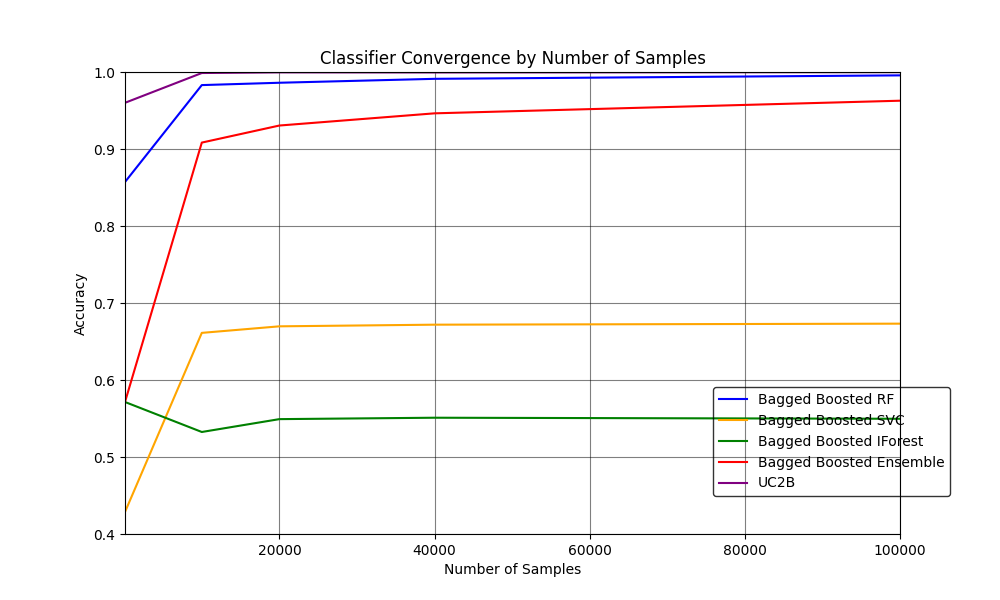 Classifier Convergence by Number of Samples
1.0
0.9
0.8
0.7
0.6
0.5
0.4
Accuracy
20000
40000
60000
80000
100000
Number of Samples
Bagged Boosted RF
Bagged Boosted SVC
Bagged Boosted IForest
Bagged Boosted Ensemble
UC2B